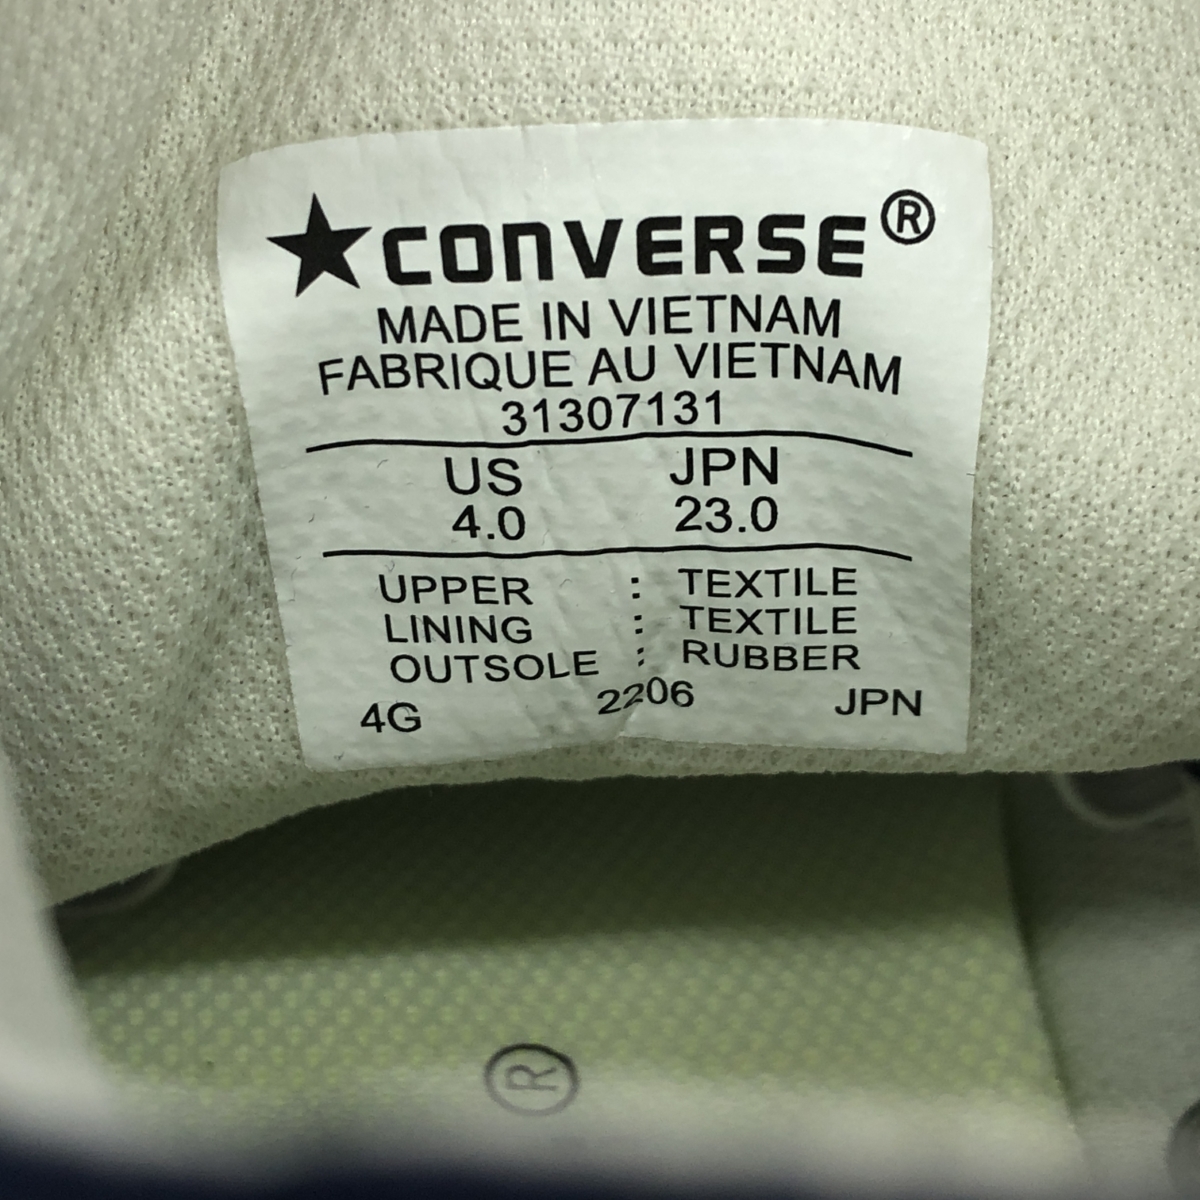 ★CONVERSE®
MADE IN VIETNAM
FABRIQUE AU VIETNAM
31307131
US JPN
4.0 23.0
UPPER : TEXTILE
LINING : TEXTILE
OUTSOLE : RUBBER
4G 2206 JPN
®